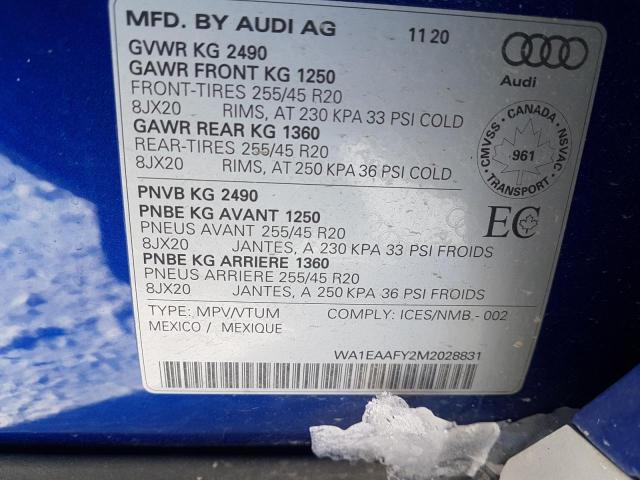 MFD. BY AUDI AG 11 20
GVWR KG 2490
GAWR FRONT KG 1250
FRONT-TIRES 255/45 R20
8JX20 RIMS, AT 230 KPA 33 PSI COLD
GAWR REAR KG 1360
REAR-TIRES 255/45 R20
8JX20 RIMS, AT 250 KPA 36 PSI COLD
Audi
CMVSS - CANADA - NSVAC
961
TRANSPORT
PNVB KG 2490
PNBE KG AVANT 1250
PNEUS AVANT 255/45 R20
8JX20 JANTES, A 230 KPA 33 PSI FROIDS
PNBE KG ARRIERE 1360
PNEUS ARRIERE 255/45 R20
8JX20 JANTES, A 250 KPA 36 PSI FROIDS
EC
TYPE: MPV/VTUM COMPLY: ICES/NMB - 002
MEXICO / MEXIQUE
WA1EAAFY2M2028831